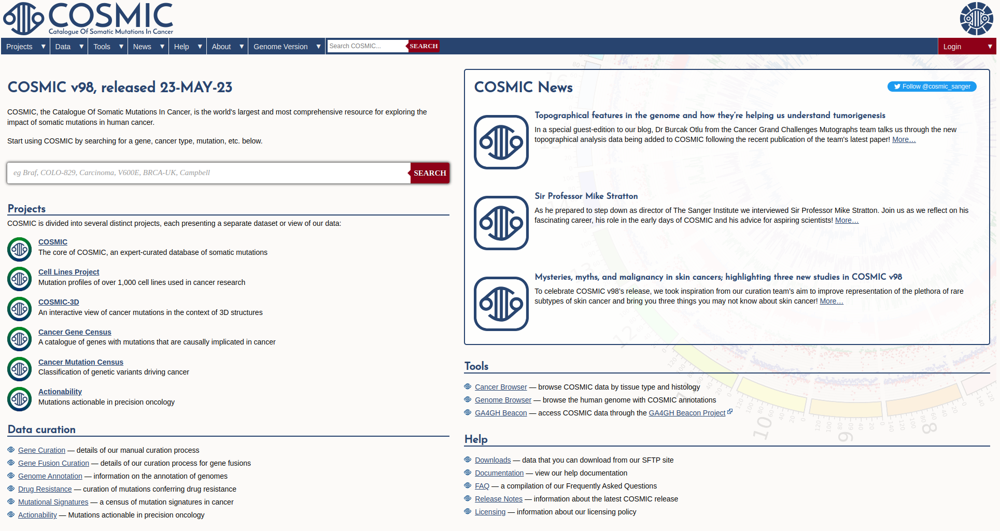 COSMIC
Catalogue Of Somatic Mutations In Cancer
Projects ▼ Data ▼ Tools ▼ News ▼ Help ▼ About ▼ Genome Version ▼ Search COSMIC... SEARCH Login ▼
COSMIC v98, released 23-MAY-23
COSMIC, the Catalogue Of Somatic Mutations In Cancer, is the world's largest and most comprehensive resource for exploring the
impact of somatic mutations in human cancer.
Start using COSMIC by searching for a gene, cancer type, mutation, etc. below.
eg Braf, COLO-829, Carcinoma, V600E, BRCA-UK, Campbell SEARCH
Projects
COSMIC is divided into several distinct projects, each presenting a separate dataset or view of our data:
COSMIC
The core of COSMIC, an expert-curated database of somatic mutations
Cell Lines Project
Mutation profiles of over 1,000 cell lines used in cancer research
COSMIC-3D
An interactive view of cancer mutations in the context of 3D structures
Cancer Gene Census
A catalogue of genes with mutations that are causally implicated in cancer
Cancer Mutation Census
Classification of genetic variants driving cancer
Actionability
Mutations actionable in precision oncology
Data curation
Gene Curation — details of our manual curation process
Gene Fusion Curation — details of our curation process for gene fusions
Genome Annotation — information on the annotation of genomes
Drug Resistance — curation of mutations conferring drug resistance
Mutational Signatures — a census of mutation signatures in cancer
Actionability — Mutations actionable in precision oncology
COSMIC News
Follow @cosmic_sanger
Topographical features in the genome and how they're helping us understand tumorigenesis
In a special guest-edition to our blog, Dr Burcak Otlu from the Cancer Grand Challenges Mutographs team talks us through the new
topographical analysis data being added to COSMIC following the recent publication of the team's latest paper! More…
Sir Professor Mike Stratton
As he prepared to step down as director of The Sanger Institute we interviewed Sir Professor Mike Stratton. Join us as we reflect on his
fascinating career, his role in the early days of COSMIC and his advice for aspiring scientists! More…
Mysteries, myths, and malignancy in skin cancers; highlighting three new studies in COSMIC v98
To celebrate COSMIC v98's release, we took inspiration from our curation team's aim to improve representation of the plethora of rare
subtypes of skin cancer and bring you three things you may not know about skin cancer! More…
Tools
Cancer Browser — browse COSMIC data by tissue type and histology
Genome Browser — browse the human genome with COSMIC annotations
GA4GH Beacon — access COSMIC data through the GA4GH Beacon Project
Help
Downloads — data that you can download from our SFTP site
Documentation — view our help documentation
FAQ — a compilation of our Frequently Asked Questions
Release Notes — information about the latest COSMIC release
Licensing — information about our licensing policy
13
12
11
10
9
8